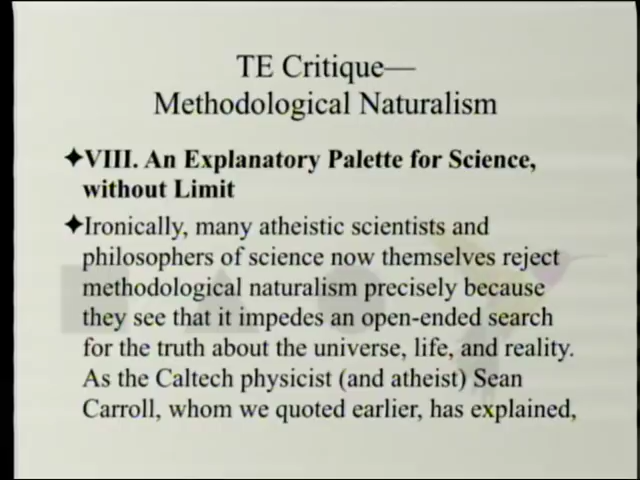 TE Critique—
Methodological Naturalism
✦VIII. An Explanatory Palette for Science,
without Limit
✦Ironically, many atheistic scientists and
philosophers of science now themselves reject
methodological naturalism precisely because
they see that it impedes an open-ended search
for the truth about the universe, life, and reality.
As the Caltech physicist (and atheist) Sean
Carroll, whom we quoted earlier, has explained,